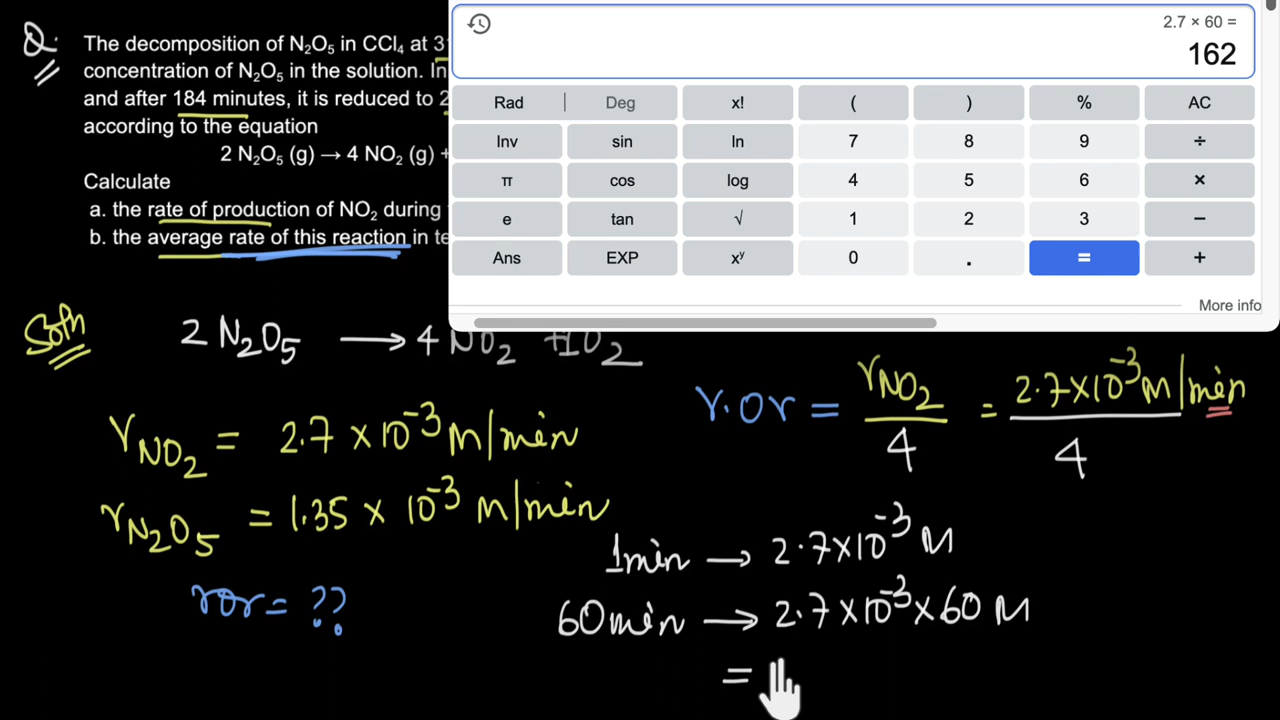 Q.
The decomposition of N₂O₅ in CCl₄ at 3
concentration of N₂O₅ in the solution. In
and after 184 minutes, it is reduced to 2
according to the equation
2 N₂O₅ (g) → 4 NO₂ (g) +
Calculate
a. the rate of production of NO₂ during
b. the average rate of this reaction in te
2.7 × 60 =
162
Rad | Deg x! ( ) % AC
Inv sin ln 7 8 9 ÷
π cos log 4 5 6 ×
e tan √ 1 2 3 −
Ans EXP xʸ 0 . = +
More info
Soln
2 N₂O₅ → 4 NO₂ + 1O₂
r_NO₂ = 2.7 × 10⁻³ M/min
r_N₂O₅ = 1.35 × 10⁻³ M/min
ror = ??
r.or = r_NO₂ / 4 = 2.7×10⁻³ M/min / 4
1min → 2.7×10⁻³ M
60min → 2.7×10⁻³×60 M
=